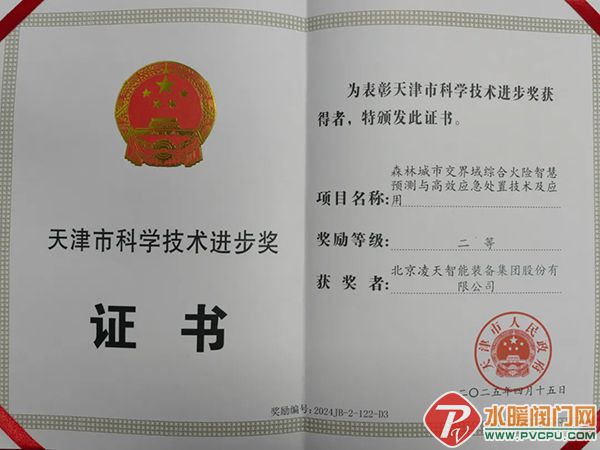 天津市科学技术进步奖
证 书
为表彰天津市科学技术进步奖获
得者，特颁发此证书。
项目名称：森林城市交界域综合火险智慧
预测与高效应急处置技术及应
用
奖励等级： 二 等
获 奖 者：北京凌天智能装备集团股份有
限公司
天津市人民政府
二〇二五年四月十五日
奖励编号：2024JB-2-122-D3
PV 水暖阀门网
WWW.PVCPU.COM